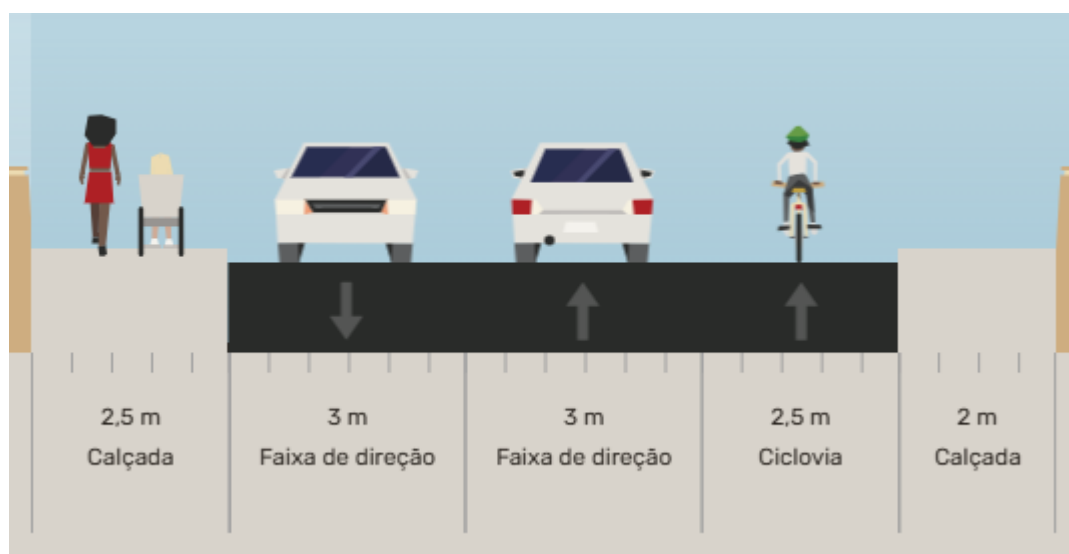 2,5 m
Calçada
3 m
Faixa de direção
3 m
Faixa de direção
2,5 m
Ciclovia
2 m
Calçada